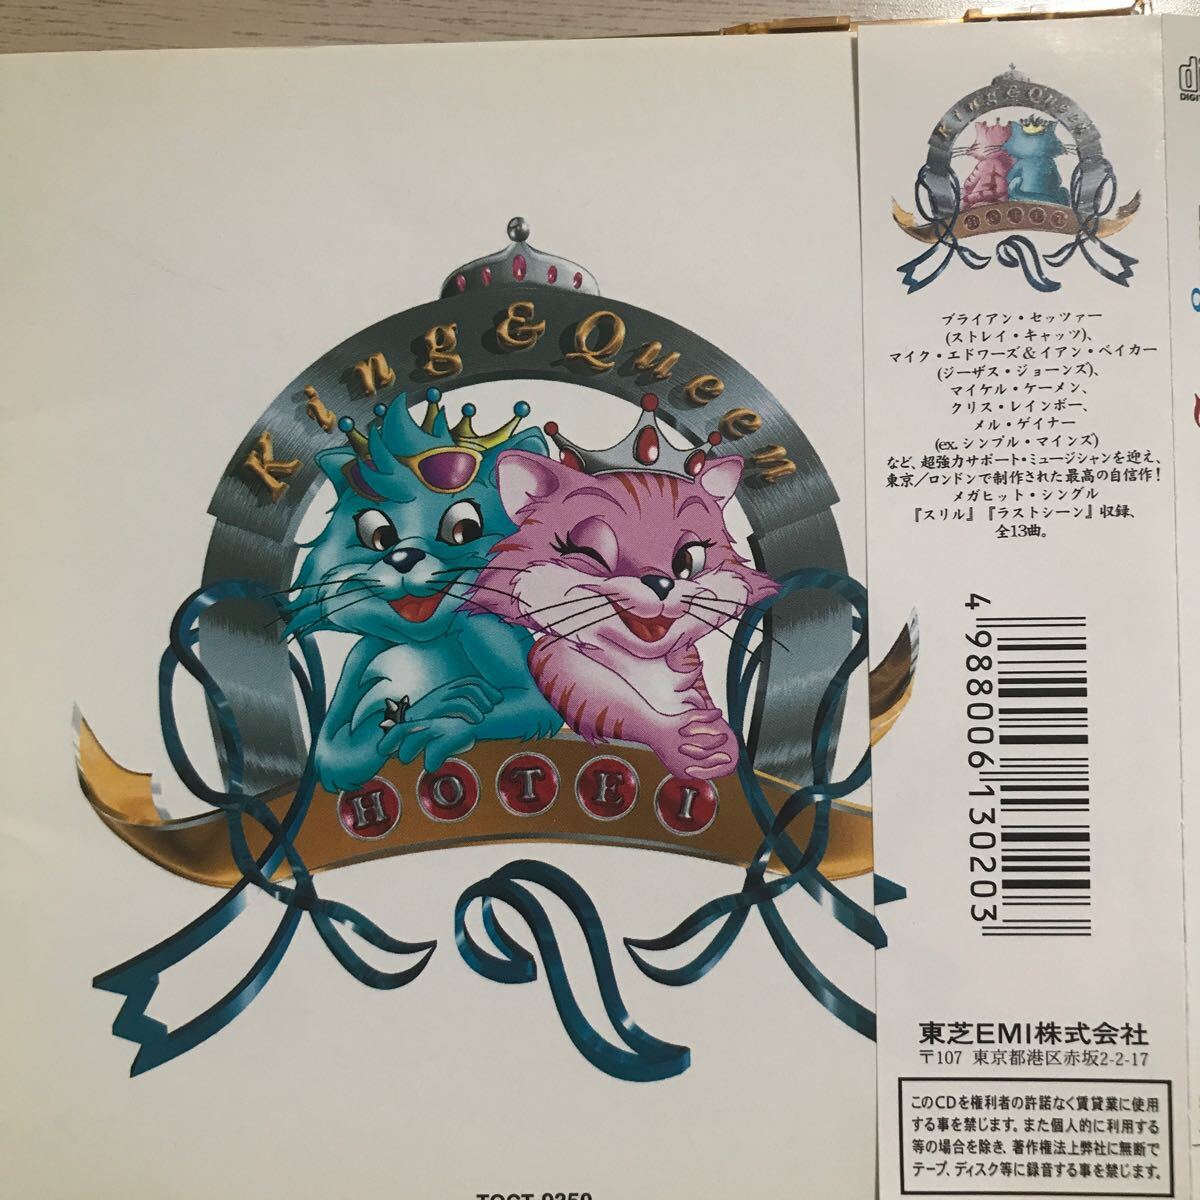 King & Queen
HOTEI
King & Queen
HOTEI
ブライアン・セッツァー
(ストレイ・キャッツ)、
マイク・エドワーズ&イアン・ベイカー
(ジーザス・ジョーンズ)、
マイケル・ケーメン、
クリス・レインボー、
メル・ゲイナー
(ex.シンプル・マインズ)
など、超強力サポート・ミュージシャンを迎え、
東京/ロンドンで制作された最高の自信作!
メガヒット・シングル
『スリル』『ラストシーン』収録、
全13曲。
4 988006 130203
東芝EMI株式会社
〒107 東京都港区赤坂2-2-17
このCDを権利者の許諾なく賃貸業に使用
する事を禁じます。また個人的に利用する
等の場合を除き、著作権法上弊社に無断で
テープ、ディスク等に録音する事を禁じます。